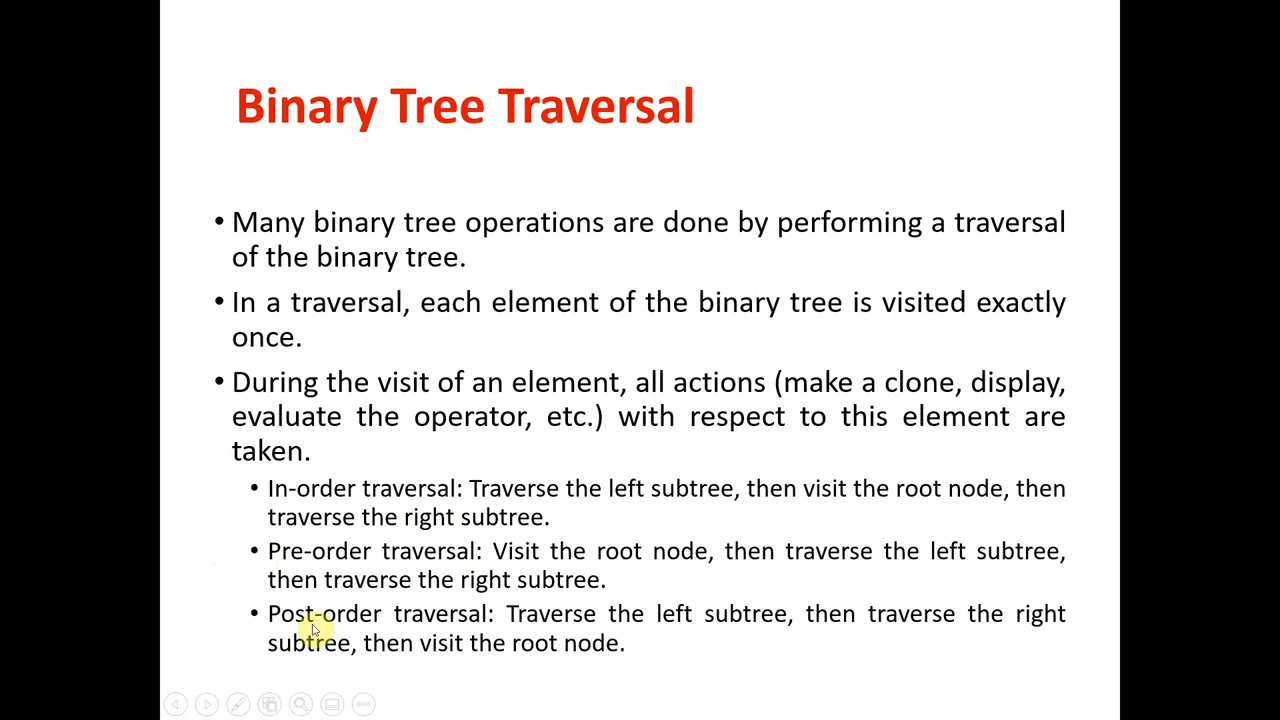 Binary Tree Traversal
• Many binary tree operations are done by performing a traversal
of the binary tree.
• In a traversal, each element of the binary tree is visited exactly
once.
• During the visit of an element, all actions (make a clone, display,
evaluate the operator, etc.) with respect to this element are
taken.
• In-order traversal: Traverse the left subtree, then visit the root node, then
traverse the right subtree.
• Pre-order traversal: Visit the root node, then traverse the left subtree,
then traverse the right subtree.
• Post-order traversal: Traverse the left subtree, then traverse the right
subtree, then visit the root node.